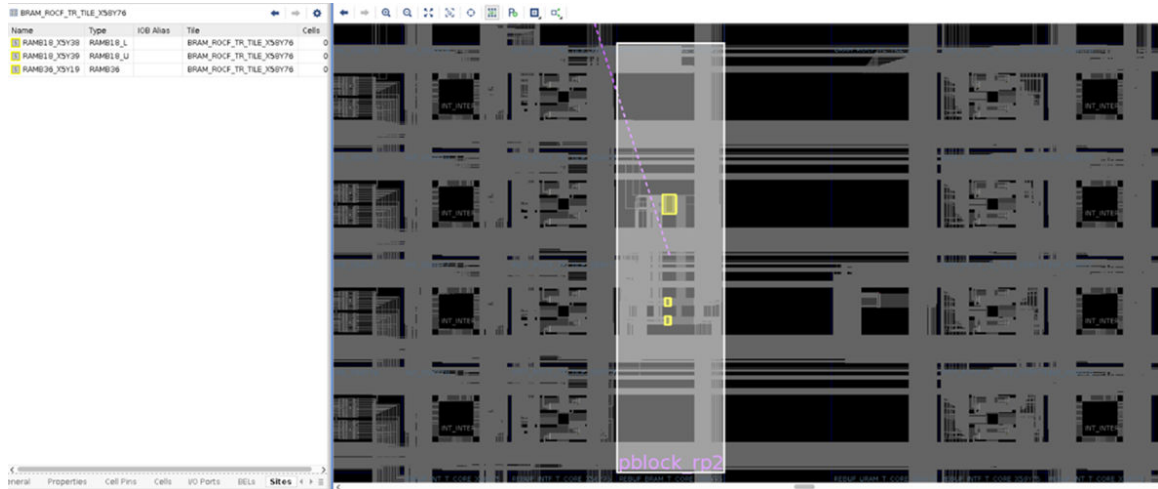 BRAM_ROCF_TR_TILE_X58Y76
Name Type IOB Alias Tile Cells
RAMB18_X5Y38 RAMB18_L BRAM_ROCF_TR_TILE_X58Y76 0
RAMB18_X5Y39 RAMB18_U BRAM_ROCF_TR_TILE_X58Y76 0
RAMB36_X5Y19 RAMB36 BRAM_ROCF_TR_TILE_X58Y76 0
INT_INTER INT_INTER
INT_INTER INT_INTER
INT_INTER INT_INTER
INT_INTER INT_INTER
pblock_rp2
eneral Properties Cell Pins Cells I/O Ports BELs Sites